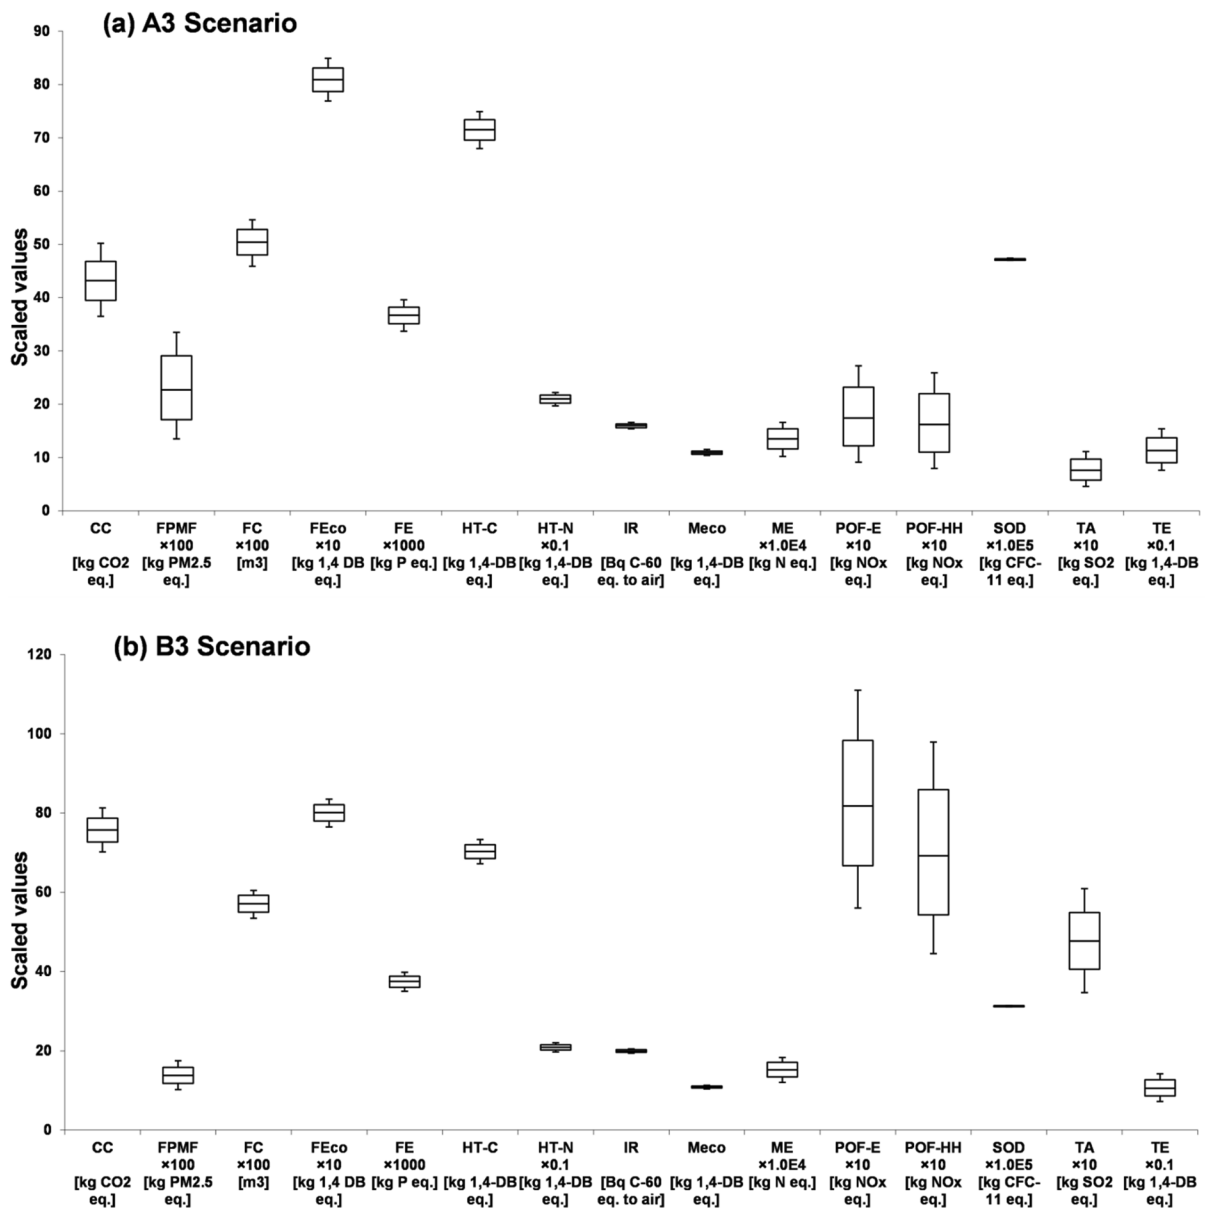 (a) A3 Scenario
90
80
70
60
50
40
30
20
10
0
Scaled values
CC FPMF FC FEco FE HT-C HT-N IR Meco ME POF-E POF-HH SOD TA TE
×100 ×100 ×10 ×1000 ×0.1 ×1.0E4 ×10 ×10 ×1.0E5 ×10 ×0.1
[kg CO2 [kg PM2.5 [m3] [kg 1,4 DB [kg P eq.] [kg 1,4-DB [kg 1,4-DB [Bq C-60 [kg 1,4-DB [kg N eq.] [kg NOx [kg NOx [kg CFC- [kg SO2 [kg 1,4-DB
eq.] eq.] eq.] eq.] eq.] eq. to air] eq.] eq.] eq.] 11 eq.] eq.] eq.]
(b) B3 Scenario
120
100
80
60
40
20
0
Scaled values
CC FPMF FC FEco FE HT-C HT-N IR Meco ME POF-E POF-HH SOD TA TE
×100 ×100 ×10 ×1000 ×0.1 ×1.0E4 ×10 ×10 ×1.0E5 ×10 ×0.1
[kg CO2 [kg PM2.5 [m3] [kg 1,4 DB [kg P eq.] [kg 1,4-DB [kg 1,4-DB [Bq C-60 [kg 1,4-DB [kg N eq.] [kg NOx [kg NOx [kg CFC- [kg SO2 [kg 1,4-DB
eq.] eq.] eq.] eq.] eq.] eq. to air] eq.] eq.] eq.] 11 eq.] eq.] eq.]